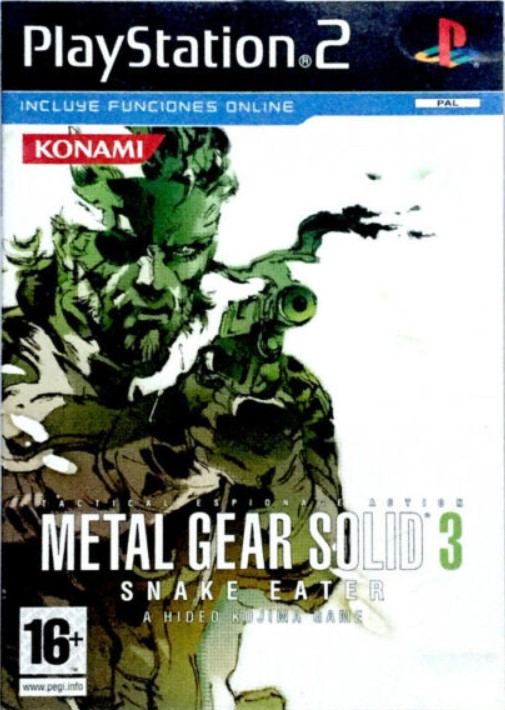 PlayStation®2
INCLUYE FUNCIONES ONLINE
PAL
KONAMI
TACTICAL ESPIONAGE ACTION
METAL GEAR SOLID® 3
SNAKE EATER
A HIDEO KOJIMA GAME
16+
www.pegi.info